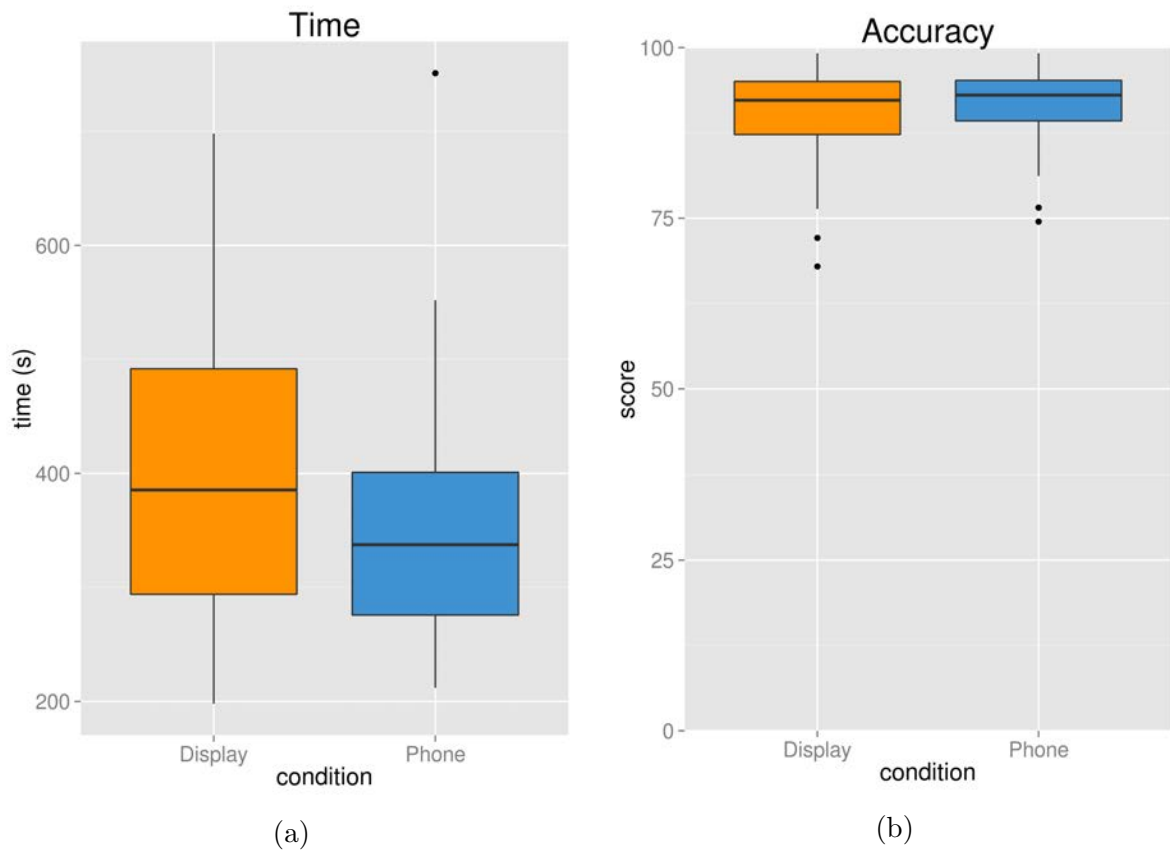 Time
time (s)
600
400
200
Display
Phone
condition
(a)
Accuracy
score
100
75
50
25
0
Display
Phone
condition
(b)